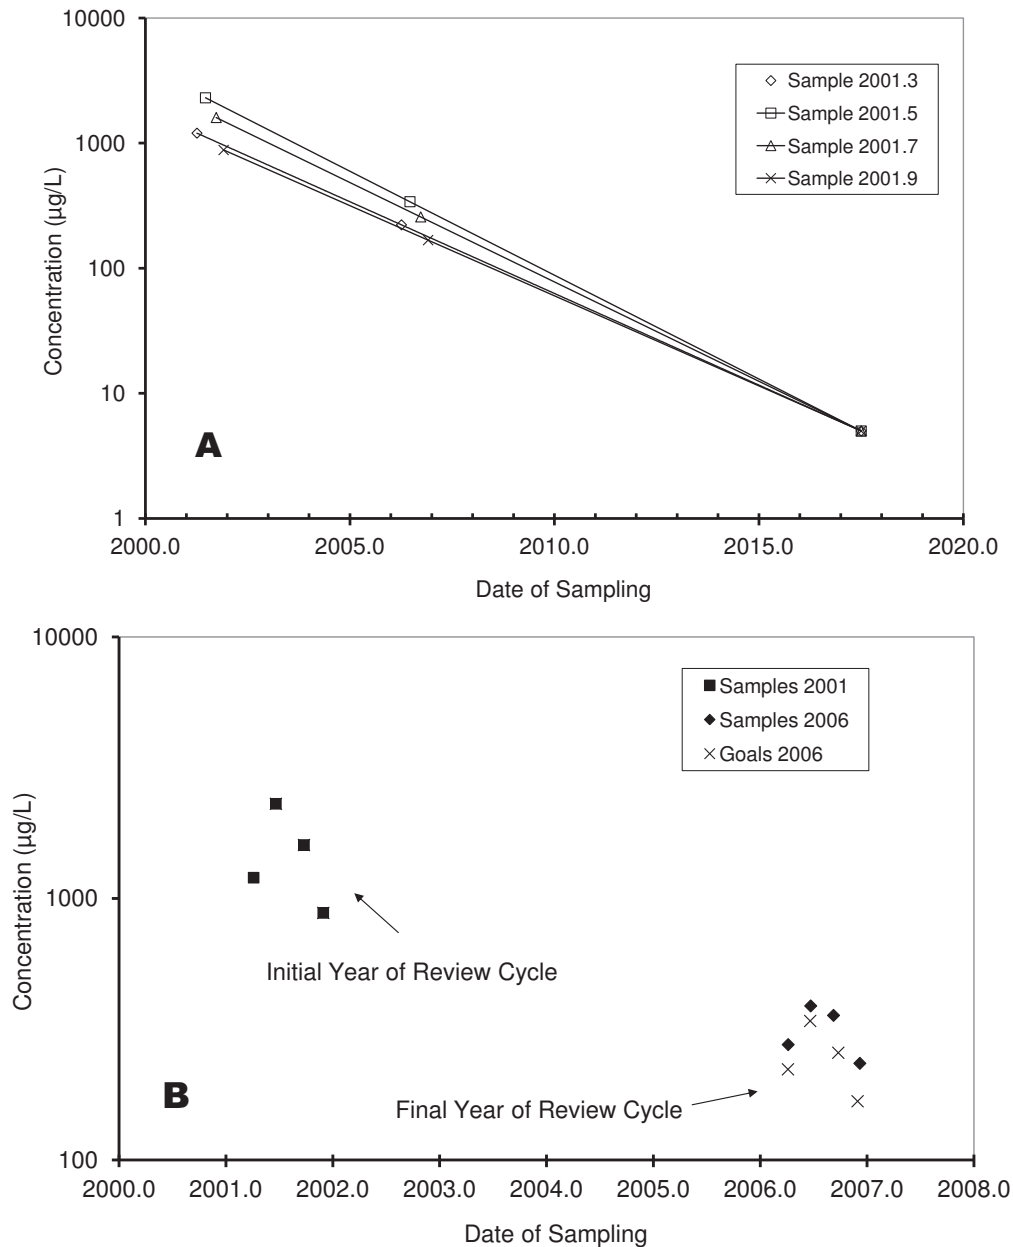 10000
1000
100
10
1
Concentration (µg/L)
Sample 2001.3
Sample 2001.5
Sample 2001.7
Sample 2001.9
A
2000.0 2005.0 2010.0 2015.0 2020.0
Date of Sampling
10000
1000
100
Concentration (µg/L)
Samples 2001
Samples 2006
Goals 2006
Initial Year of Review Cycle
Final Year of Review Cycle
B
2000.0 2001.0 2002.0 2003.0 2004.0 2005.0 2006.0 2007.0 2008.0
Date of Sampling